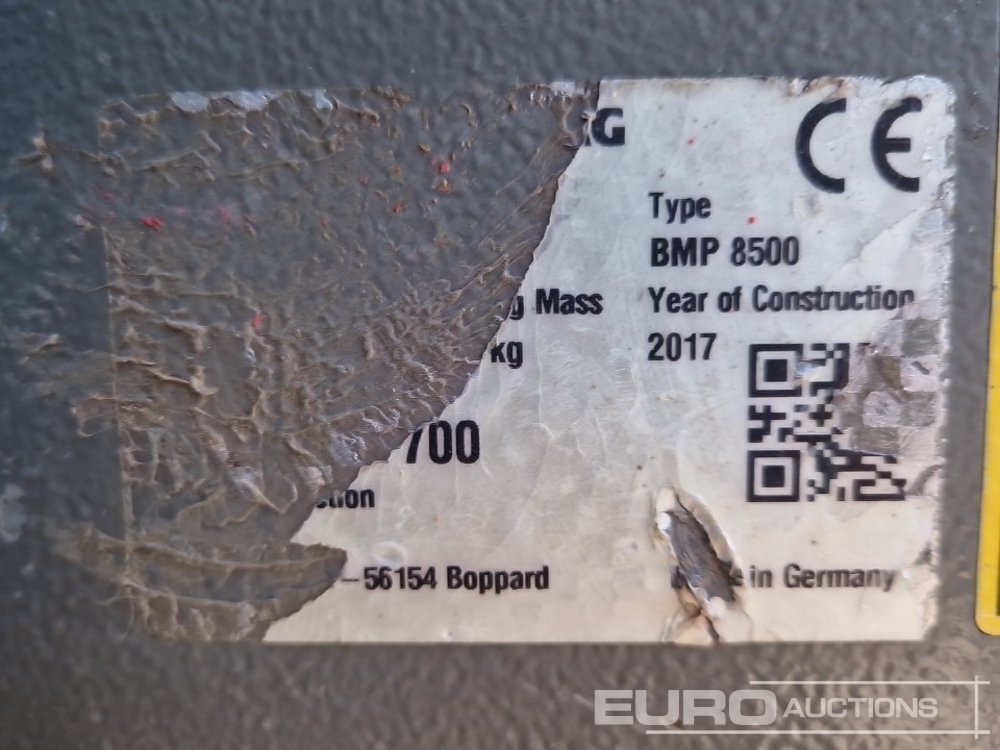 CE
Type
BMP 8500
Mass
Year of Construction
kg
2017
700
–56154 Boppard
in Germany
EURO AUCTIONS